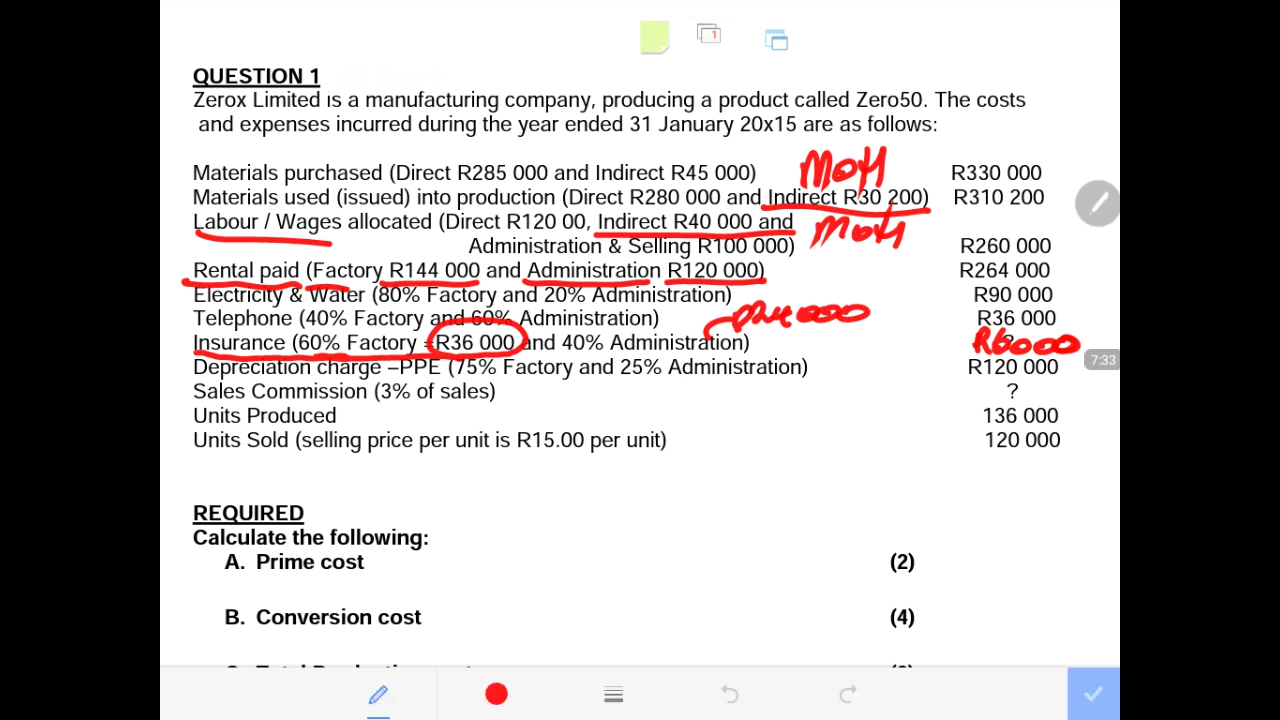 1
QUESTION 1
Zerox Limited is a manufacturing company, producing a product called Zero50. The costs
and expenses incurred during the year ended 31 January 20x15 are as follows:
MOH
Materials purchased (Direct R285 000 and Indirect R45 000) R330 000
Materials used (issued) into production (Direct R280 000 and Indirect R30 200) R310 200
Labour / Wages allocated (Direct R120 00, Indirect R40 000 and MOH
Administration & Selling R100 000) R260 000
Rental paid (Factory R144 000 and Administration R120 000) R264 000
Electricity & Water (80% Factory and 20% Administration) R90 000
Telephone (40% Factory and 60% Administration) R36 000
Insurance (60% Factory =R36 000 and 40% Administration)
Depreciation charge –PPE (75% Factory and 25% Administration) R120 000
7:33
Sales Commission (3% of sales) ?
Units Produced 136 000
Units Sold (selling price per unit is R15.00 per unit) 120 000
REQUIRED
Calculate the following:
A. Prime cost (2)
B. Conversion cost (4)